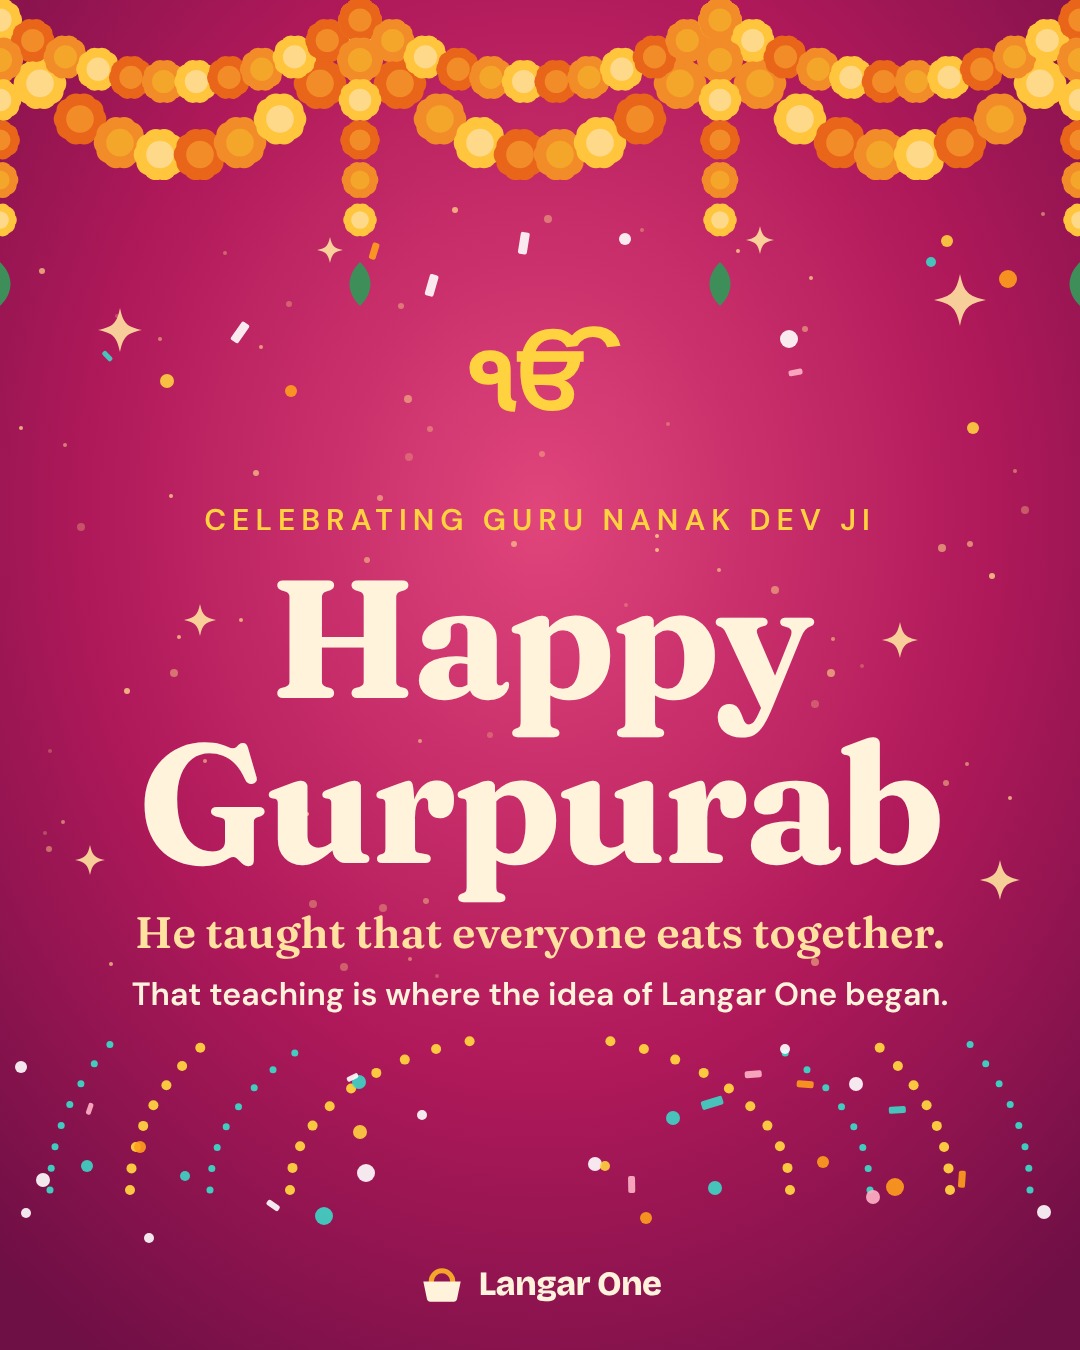 ੴ
CELEBRATING GURU NANAK DEV JI
Happy
Gurpurab
He taught that everyone eats together.
That teaching is where the idea of Langar One began.
Langar One